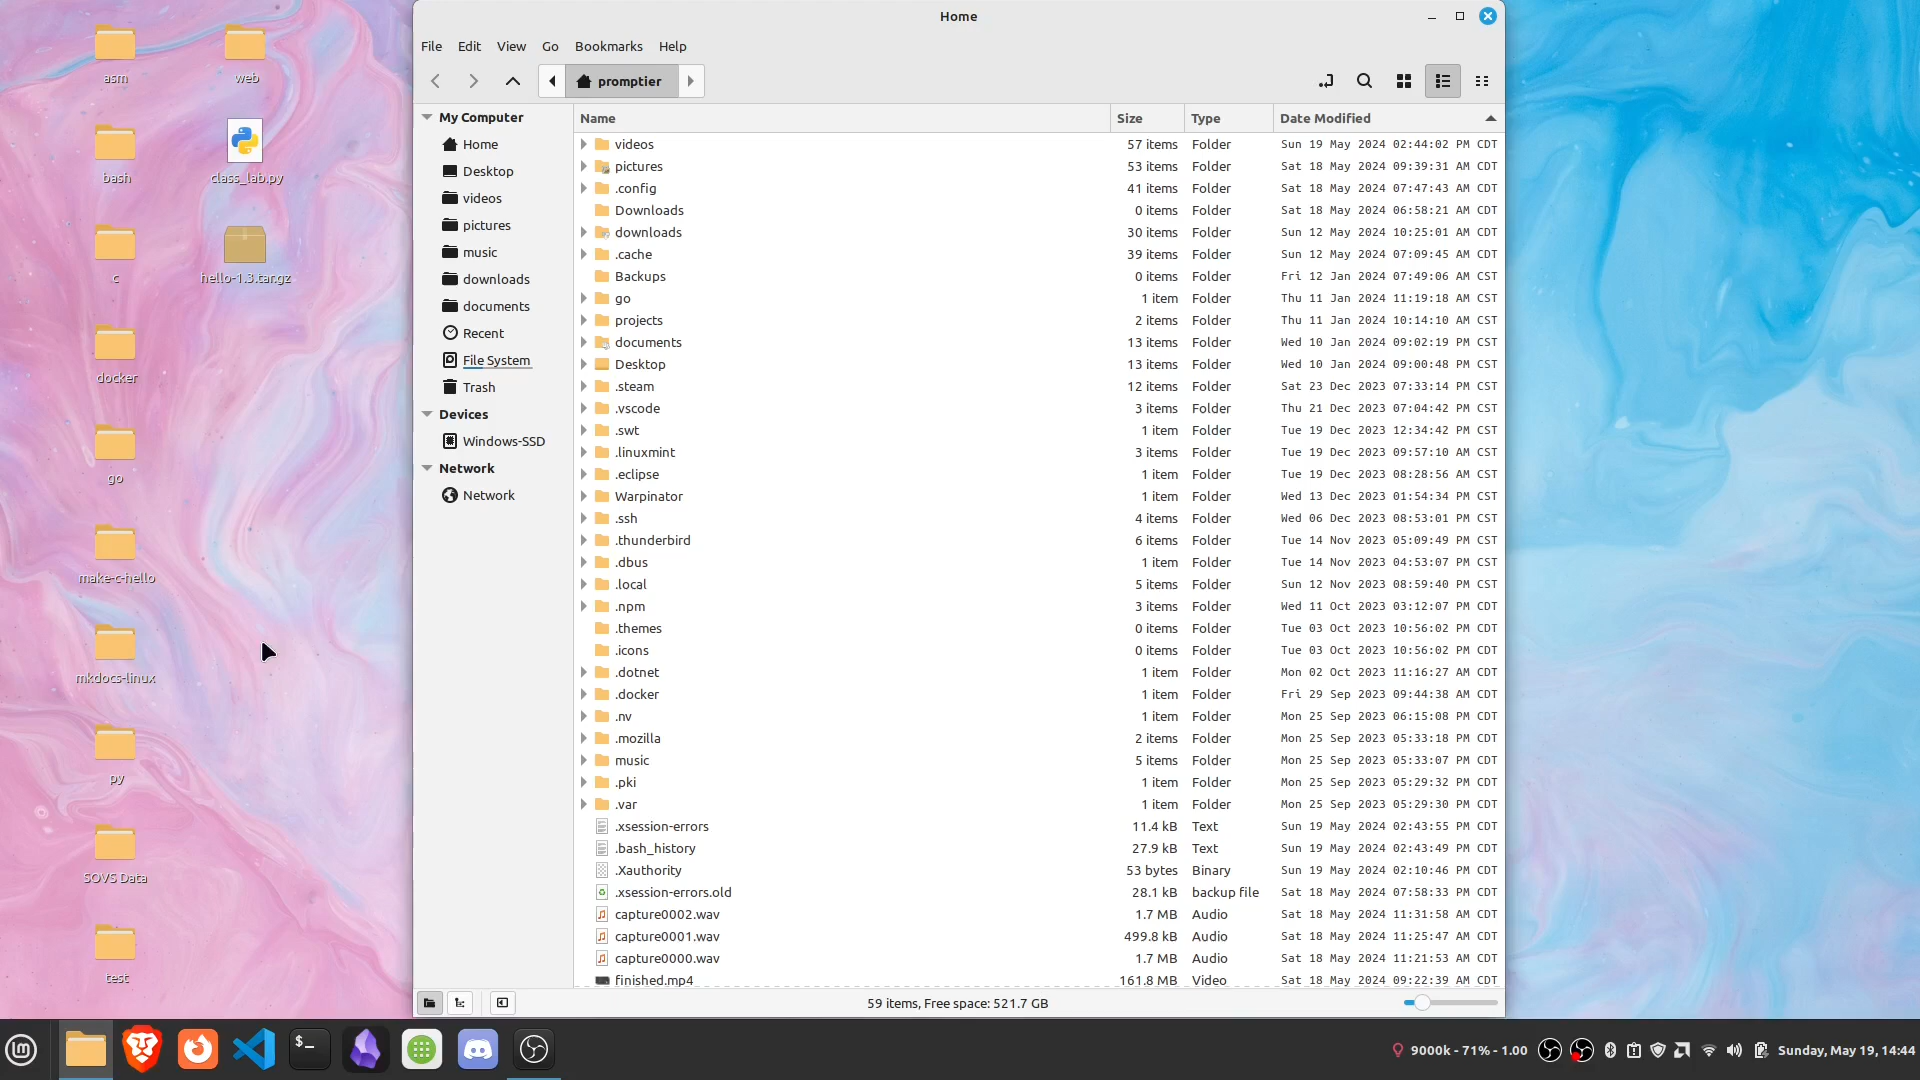 asm
web
bash
class_lab.py
c
hello-1.3.tar.gz
docker
go
make-c-hello
mkdocs-linux
py
SOVS Data
test
Home
File Edit View Go Bookmarks Help
promptier
My Computer
Home
Desktop
videos
pictures
music
downloads
documents
Recent
File System
Trash
Devices
Windows-SSD
Network
Network
Name Size Type Date Modified
videos 57 items Folder Sun 19 May 2024 02:44:02 PM CDT
pictures 53 items Folder Sat 18 May 2024 09:39:31 AM CDT
.config 41 items Folder Sat 18 May 2024 07:47:43 AM CDT
Downloads 0 items Folder Sat 18 May 2024 06:58:21 AM CDT
downloads 30 items Folder Sun 12 May 2024 10:25:01 AM CDT
.cache 39 items Folder Sun 12 May 2024 07:09:45 AM CDT
Backups 0 items Folder Fri 12 Jan 2024 07:49:06 AM CST
go 1 item Folder Thu 11 Jan 2024 11:19:18 AM CST
projects 2 items Folder Thu 11 Jan 2024 10:14:10 AM CST
documents 13 items Folder Wed 10 Jan 2024 09:02:19 PM CST
Desktop 13 items Folder Wed 10 Jan 2024 09:00:48 PM CST
.steam 12 items Folder Sat 23 Dec 2023 07:33:14 PM CST
.vscode 3 items Folder Thu 21 Dec 2023 07:04:42 PM CST
.swt 1 item Folder Tue 19 Dec 2023 12:34:42 PM CST
.linuxmint 3 items Folder Tue 19 Dec 2023 09:57:10 AM CST
.eclipse 1 item Folder Tue 19 Dec 2023 08:28:56 AM CST
Warpinator 1 item Folder Wed 13 Dec 2023 01:54:34 PM CST
.ssh 4 items Folder Wed 06 Dec 2023 08:53:01 PM CST
.thunderbird 6 items Folder Tue 14 Nov 2023 05:09:49 PM CST
.dbus 1 item Folder Tue 14 Nov 2023 04:53:07 PM CST
.local 5 items Folder Sun 12 Nov 2023 08:59:40 PM CST
.npm 3 items Folder Wed 11 Oct 2023 03:12:07 PM CDT
.themes 0 items Folder Tue 03 Oct 2023 10:56:02 PM CDT
.icons 0 items Folder Tue 03 Oct 2023 10:56:02 PM CDT
.dotnet 1 item Folder Mon 02 Oct 2023 11:16:27 AM CDT
.docker 1 item Folder Fri 29 Sep 2023 09:44:38 AM CDT
.nv 1 item Folder Mon 25 Sep 2023 06:15:08 PM CDT
.mozilla 2 items Folder Mon 25 Sep 2023 05:33:18 PM CDT
music 5 items Folder Mon 25 Sep 2023 05:33:07 PM CDT
.pki 1 item Folder Mon 25 Sep 2023 05:29:32 PM CDT
.var 1 item Folder Mon 25 Sep 2023 05:29:30 PM CDT
.xsession-errors 11.4 kB Text Sun 19 May 2024 02:43:55 PM CDT
.bash_history 27.9 kB Text Sun 19 May 2024 02:43:49 PM CDT
.Xauthority 53 bytes Binary Sun 19 May 2024 02:10:46 PM CDT
.xsession-errors.old 28.1 kB backup file Sat 18 May 2024 07:58:33 PM CDT
capture0002.wav 1.7 MB Audio Sat 18 May 2024 11:31:58 AM CDT
capture0001.wav 499.8 kB Audio Sat 18 May 2024 11:25:47 AM CDT
capture0000.wav 1.7 MB Audio Sat 18 May 2024 11:21:53 AM CDT
finished.mp4 161.8 MB Video Sat 18 May 2024 09:22:39 AM CDT
59 items, Free space: 521.7 GB
lm
$_
9000k - 71% - 1.00
Sunday, May 19, 14:44